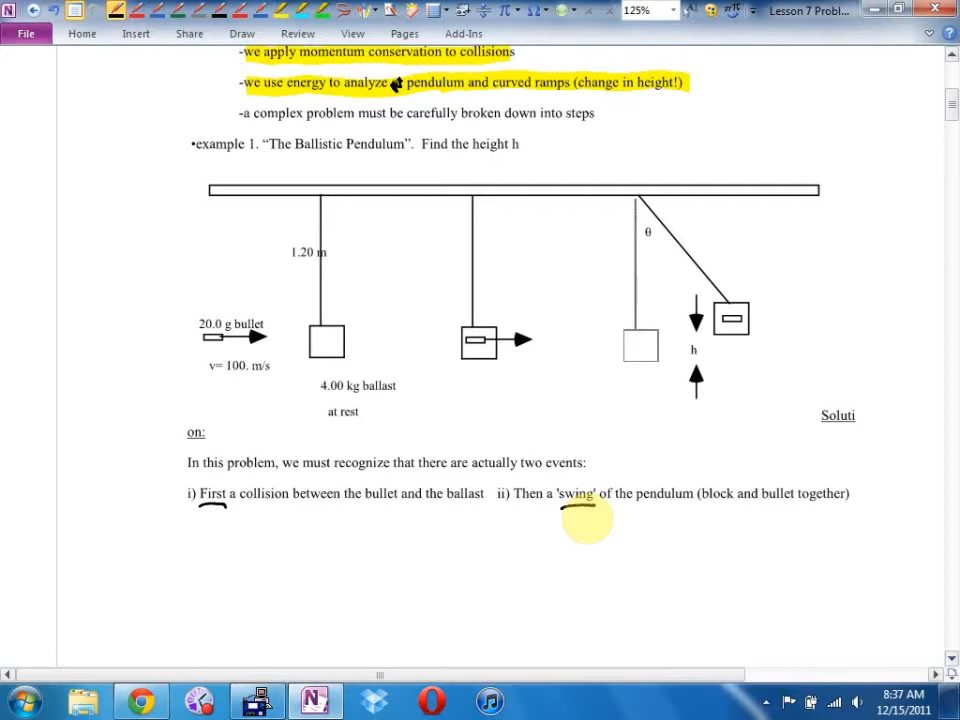 125%
Lesson 7 Probl...
File Home Insert Share Draw Review View Pages Add-Ins
-we apply momentum conservation to collisions
-we use energy to analyze pendulum and curved ramps (change in height!)
-a complex problem must be carefully broken down into steps
•example 1. “The Ballistic Pendulum”. Find the height h
θ
1.20 m
20.0 g bullet
v= 100. m/s
h
4.00 kg ballast
at rest
Soluti
on:
In this problem, we must recognize that there are actually two events:
i) First a collision between the bullet and the ballast ii) Then a 'swing' of the pendulum (block and bullet together)
8:37 AM
12/15/2011